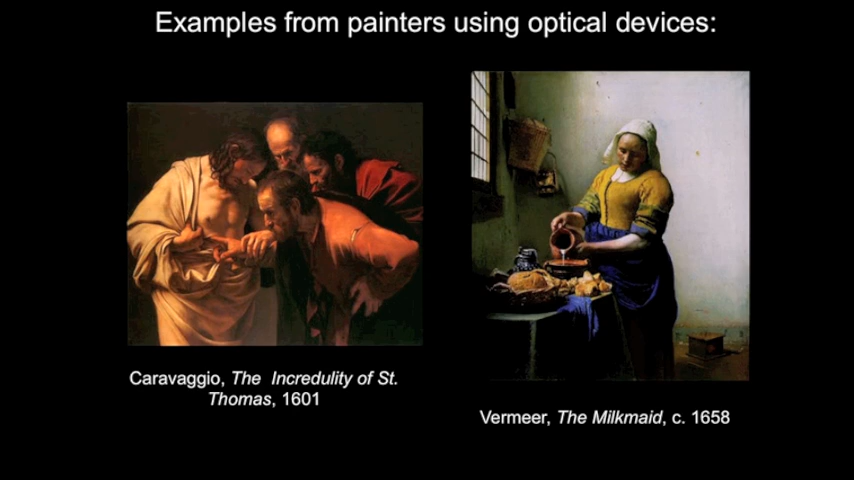 Examples from painters using optical devices:
Caravaggio, The Incredulity of St.
Thomas, 1601
Vermeer, The Milkmaid, c. 1658